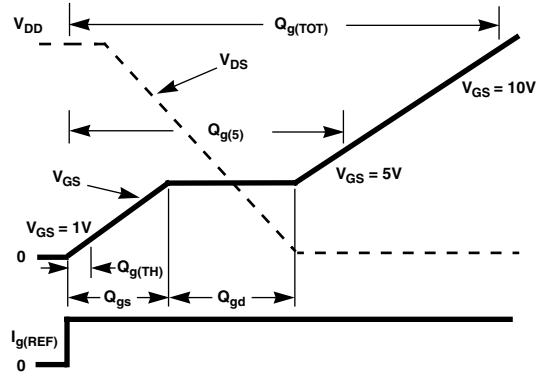 V_DD
Q_g(TOT)
V_DS
V_GS = 10V
Q_g(5)
V_GS
V_GS = 5V
V_GS = 1V
0
Q_g(TH)
Q_gs
Q_gd
I_g(REF)
0